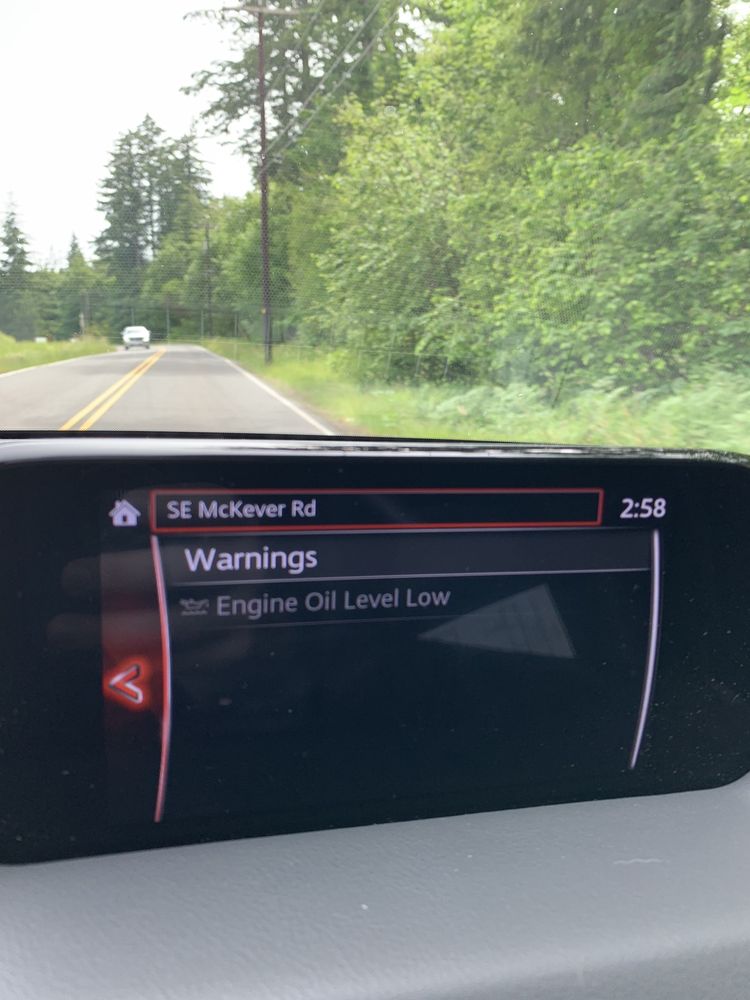 SE McKever Rd
2:58
Warnings
Engine Oil Level Low